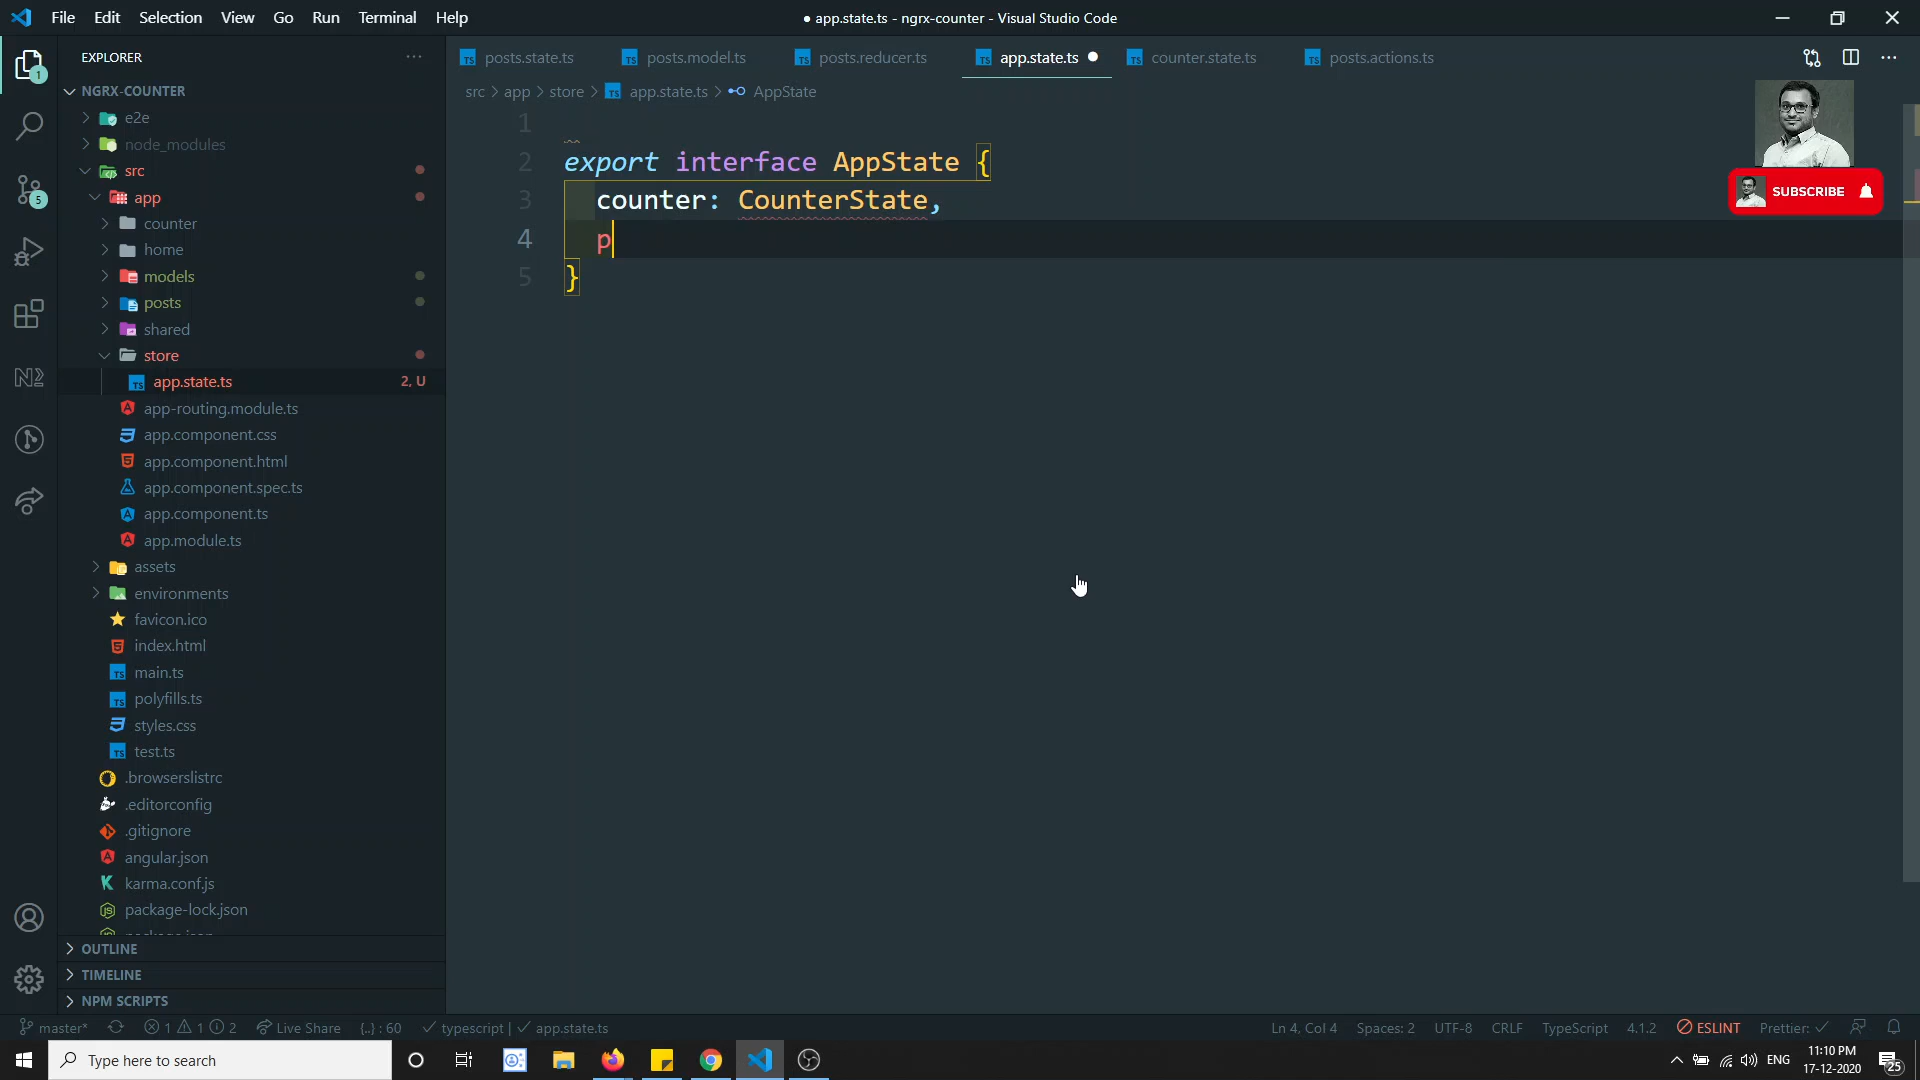 File Edit Selection View Go Run Terminal Help
● app.state.ts - ngrx-counter - Visual Studio Code
EXPLORER
posts.state.ts posts.model.ts posts.reducer.ts app.state.ts counter.state.ts posts.actions.ts
NGRX-COUNTER
src > app > store > app.state.ts > AppState
e2e
node_modules
src
app
counter
home
models
posts
shared
store
app.state.ts 2, U
app-routing.module.ts
app.component.css
app.component.html
app.component.spec.ts
app.component.ts
app.module.ts
assets
environments
favicon.ico
index.html
main.ts
polyfills.ts
styles.css
test.ts
.browserslistrc
.editorconfig
.gitignore
angular.json
karma.conf.js
package-lock.json
OUTLINE
TIMELINE
NPM SCRIPTS
1
2 export interface AppState {
3 counter: CounterState,
4 p
5 }
SUBSCRIBE
master* 1 1 2 Live Share {..} : 60 typescript | app.state.ts
Ln 4, Col 4 Spaces: 2 UTF-8 CRLF TypeScript 4.1.2 ESLINT Prettier: ✓
Type here to search
ENG 11:10 PM
17-12-2020 25